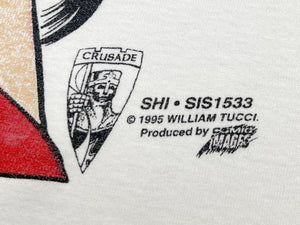 CRUSADE
SHI • SIS1533
© 1995 WILLIAM TUCCI.
Produced by COMIC
IMAGES